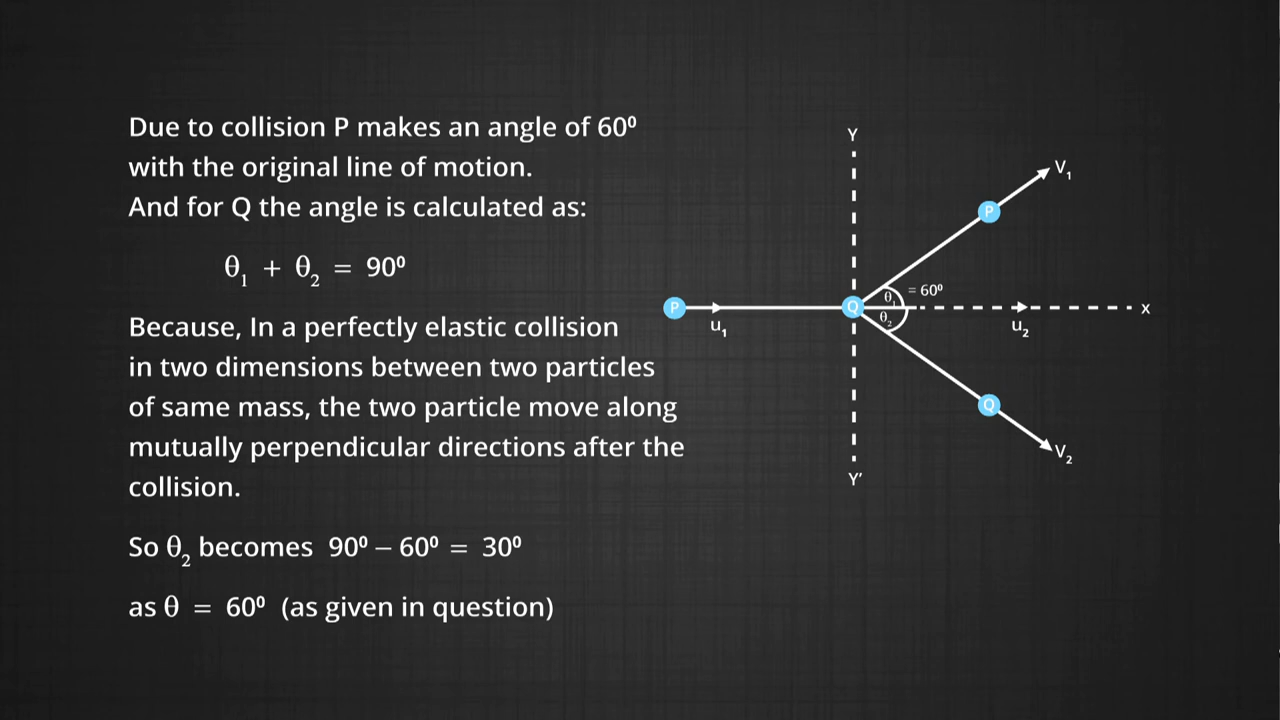 Due to collision P makes an angle of 60⁰
with the original line of motion.
And for Q the angle is calculated as:
θ₁ + θ₂ = 90⁰
Because, In a perfectly elastic collision
in two dimensions between two particles
of same mass, the two particle move along
mutually perpendicular directions after the
collision.
So θ₂ becomes 90⁰ – 60⁰ = 30⁰
as θ = 60⁰ (as given in question)
Y
V₁
P
θ₁ = 60⁰
P
Q
x
u₁
θ₂
u₂
Q
V₂
Y'